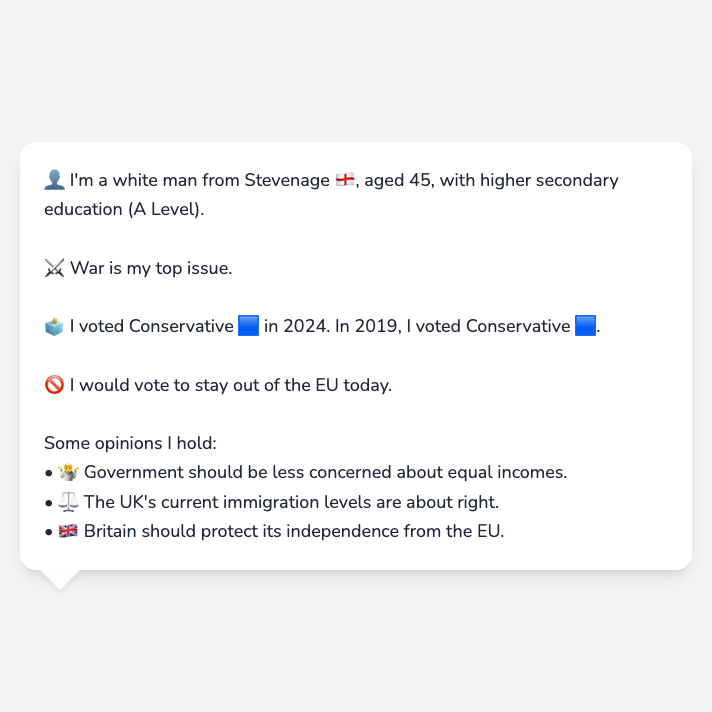 👤 I'm a white man from Stevenage 🏴󠁧󠁢󠁥󠁮󠁧󠁿, aged 45, with higher secondary
education (A Level).
⚔️ War is my top issue.
🗳️ I voted Conservative 🟦 in 2024. In 2019, I voted Conservative 🟦.
🚫 I would vote to stay out of the EU today.
Some opinions I hold:
• 🤷 Government should be less concerned about equal incomes.
• ⚖️ The UK's current immigration levels are about right.
• 🇬🇧 Britain should protect its independence from the EU.